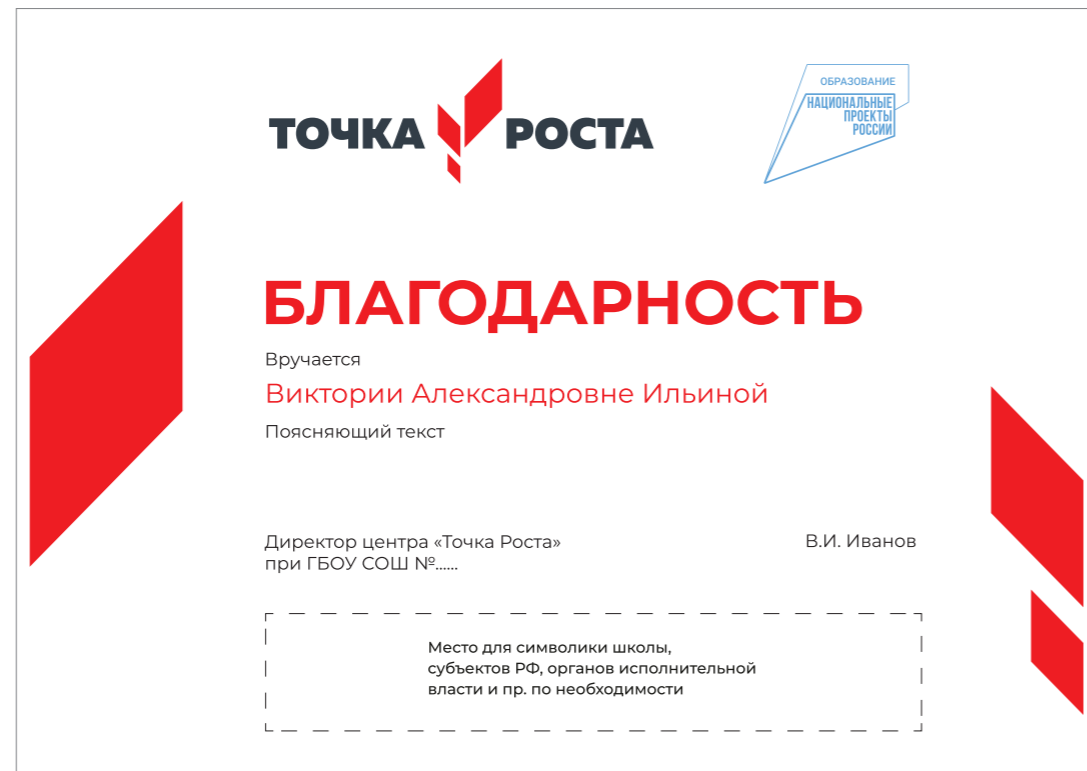 ТОЧКА РОСТА
ОБРАЗОВАНИЕ
НАЦИОНАЛЬНЫЕ
ПРОЕКТЫ
РОССИИ
БЛАГОДАРНОСТЬ
Вручается
Виктории Александровне Ильиной
Поясняющий текст
Директор центра «Точка Роста»
при ГБОУ СОШ №......
В.И. Иванов
Место для символики школы,
субъектов РФ, органов исполнительной
власти и пр. по необходимости